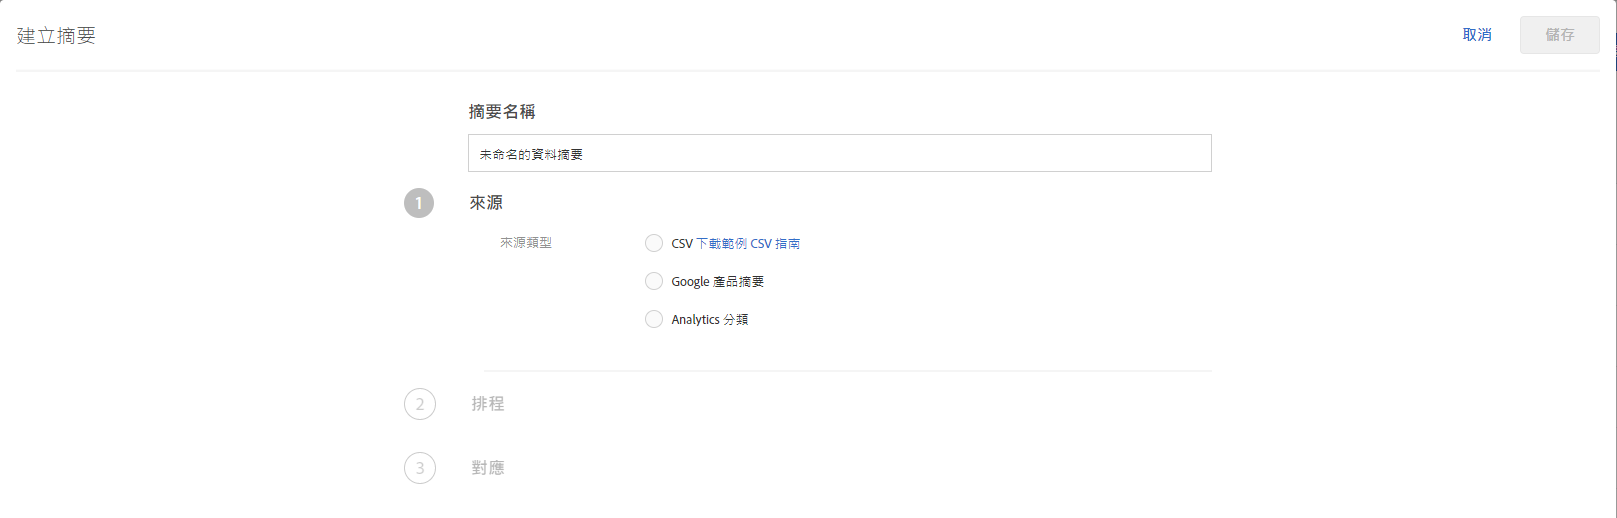 建立摘要
取消
儲存
摘要名稱
未命名的資料摘要
1 來源
來源類型
CSV 下載範例 CSV 指南
Google 產品摘要
Analytics 分類
2 排程
3 對應